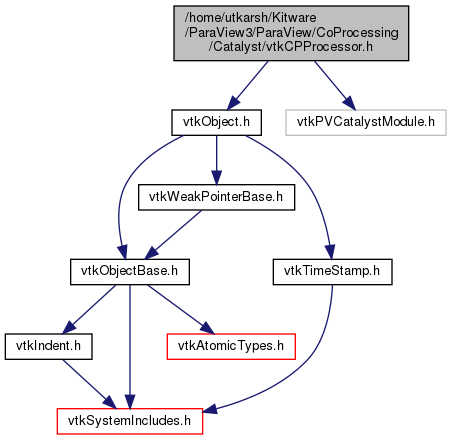 /home/utkarsh/Kitware
/ParaView3/ParaView/CoProcessing
/Catalyst/vtkCPProcessor.h
vtkObject.h
vtkPVCatalystModule.h
vtkWeakPointerBase.h
vtkObjectBase.h
vtkTimeStamp.h
vtkIndent.h
vtkAtomicTypes.h
vtkSystemIncludes.h